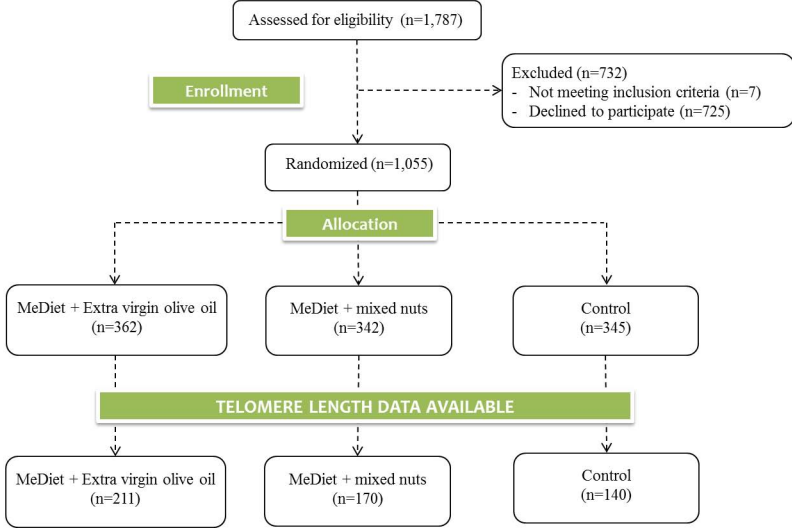 Assessed for eligibility (n=1,787)
Enrollment
Excluded (n=732)
- Not meeting inclusion criteria (n=7)
- Declined to participate (n=725)
Randomized (n=1,055)
Allocation
MeDiet + Extra virgin olive oil
(n=362)
MeDiet + mixed nuts
(n=342)
Control
(n=345)
TELOMERE LENGTH DATA AVAILABLE
MeDiet + Extra virgin olive oil
(n=211)
MeDiet + mixed nuts
(n=170)
Control
(n=140)